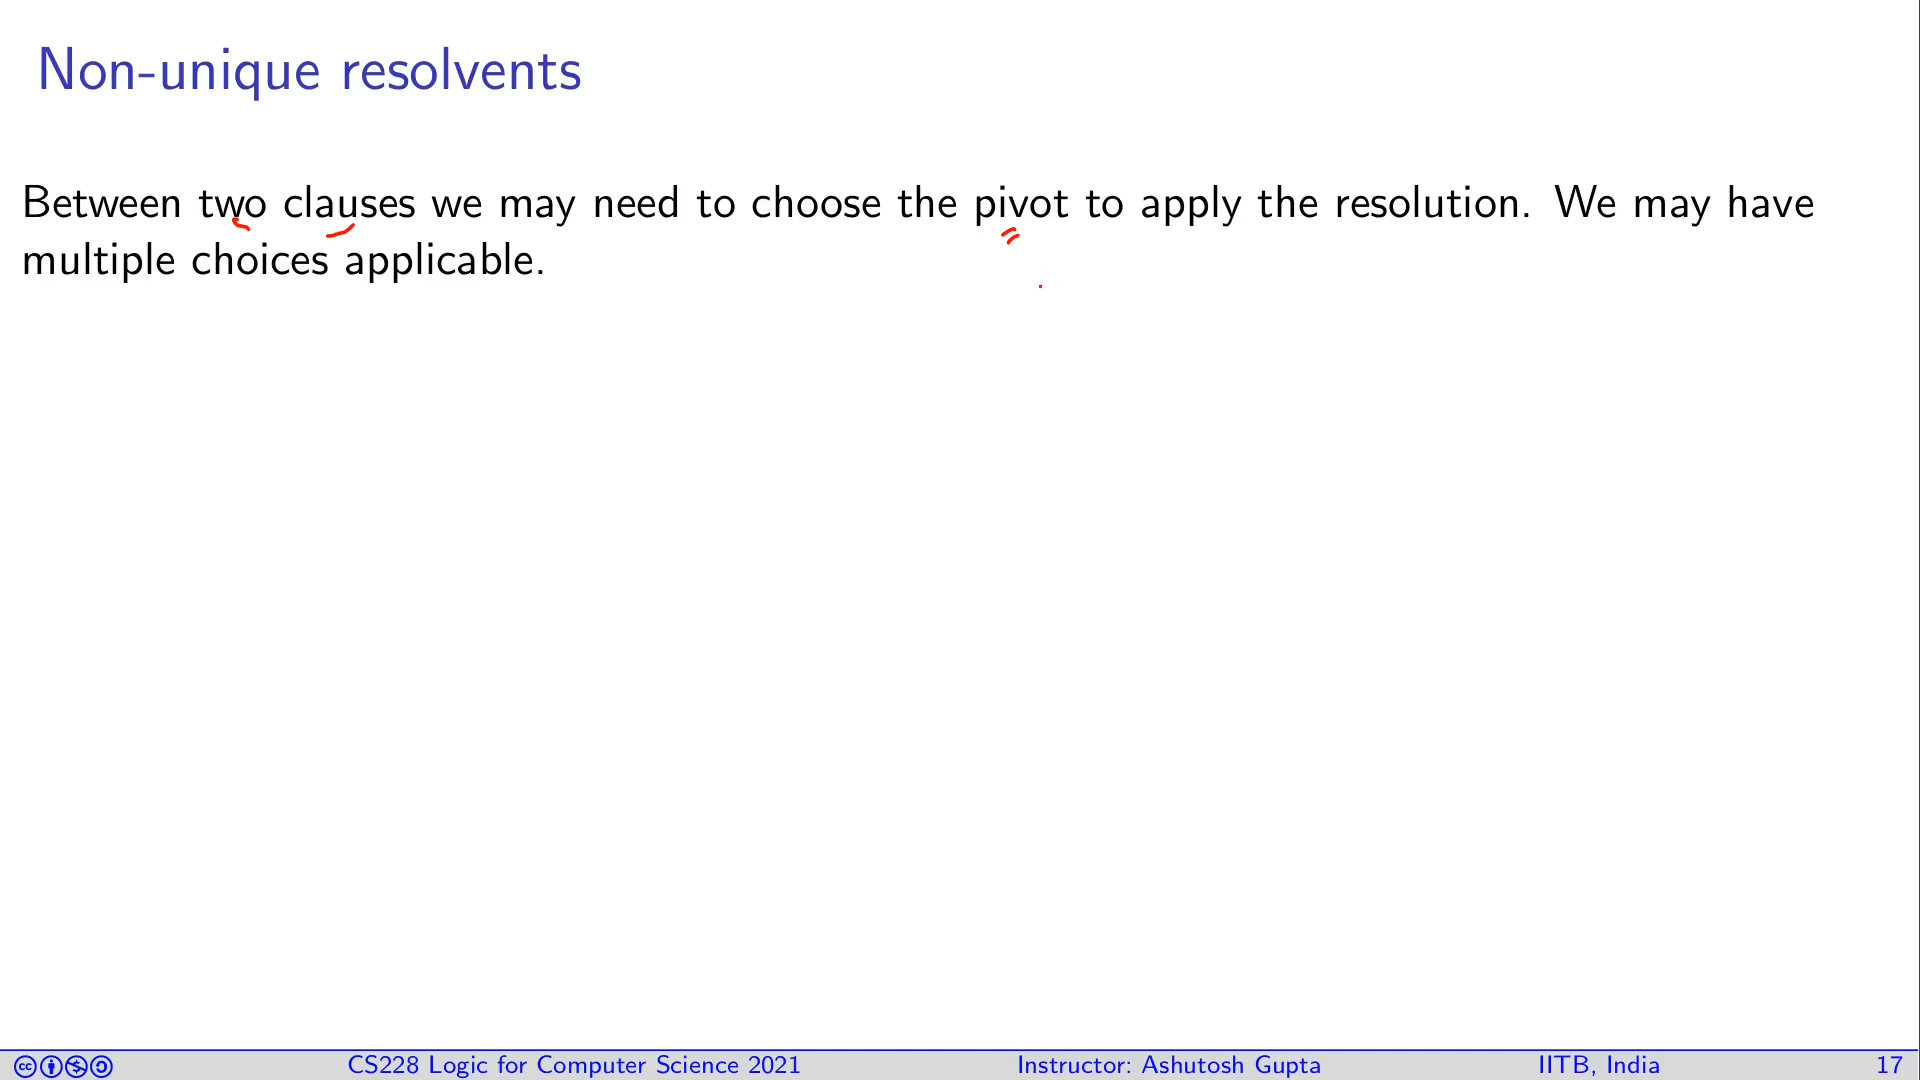 Non-unique resolvents
Between two clauses we may need to choose the pivot to apply the resolution. We may have
multiple choices applicable.
CS228 Logic for Computer Science 2021 Instructor: Ashutosh Gupta IITB, India 17